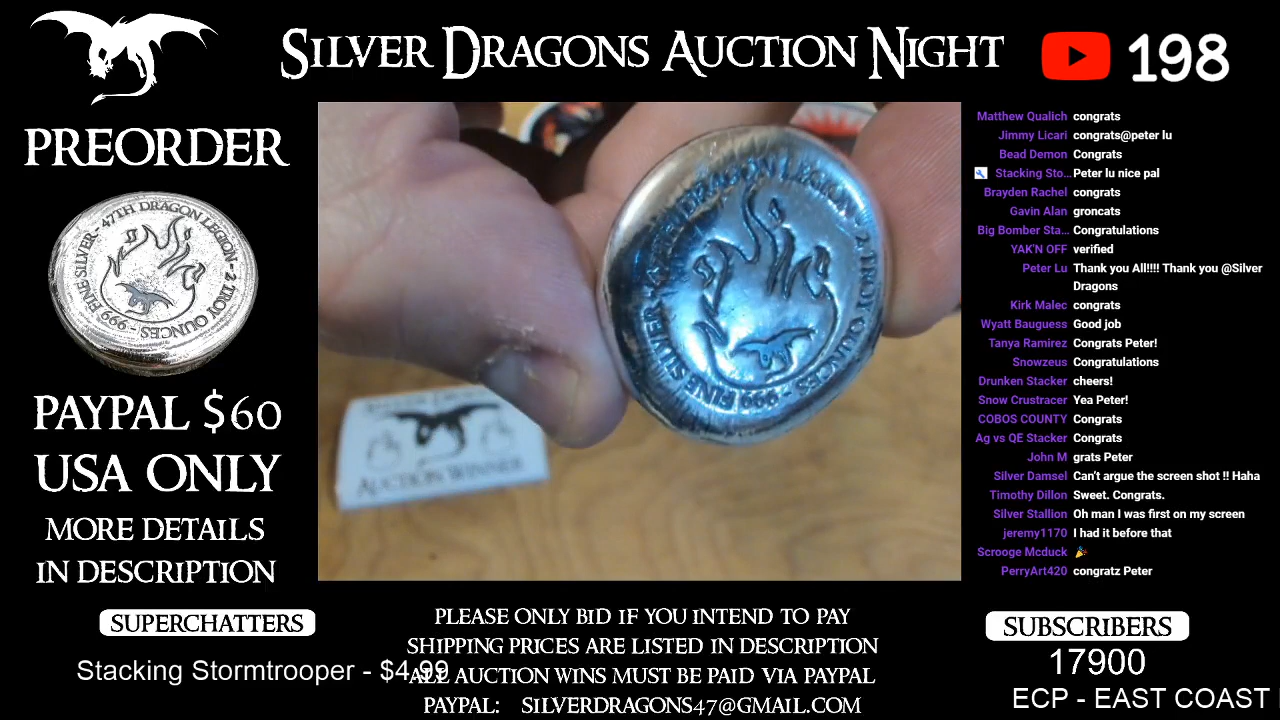 SILVER DRAGONS AUCTION NIGHT
198
PREORDER
47TH DRAGON LEGION - 2 TROY OUNCES - 999 FINE SILVER -
PAYPAL $60
USA ONLY
MORE DETAILS
IN DESCRIPTION
DRAGON LEGION - 2 TROY OUNCES - 999 FINE SILVER
AUCTION WINNER
Matthew Qualich congrats
Jimmy Licari congrats@peter lu
Bead Demon Congrats
Stacking Sto... Peter lu nice pal
Brayden Rachel congrats
Gavin Alan groncats
Big Bomber Sta... Congratulations
YAK'N OFF verified
Peter Lu Thank you All!!!! Thank you @Silver
Dragons
Kirk Malec congrats
Wyatt Bauguess Good job
Tanya Ramirez Congrats Peter!
Snowzeus Congratulations
Drunken Stacker cheers!
Snow Crustracer Yea Peter!
COBOS COUNTY Congrats
Ag vs QE Stacker Congrats
John M grats Peter
Silver Damsel Can't argue the screen shot !! Haha
Timothy Dillon Sweet. Congrats.
Silver Stallion Oh man I was first on my screen
jeremy1170 I had it before that
Scrooge Mcduck 🎉
PerryArt420 congratz Peter
SUPERCHATTERS
Stacking Stormtrooper - $4.99
PLEASE ONLY BID IF YOU INTEND TO PAY
SHIPPING PRICES ARE LISTED IN DESCRIPTION
ALL AUCTION WINS MUST BE PAID VIA PAYPAL
PAYPAL: SILVERDRAGONS47@GMAIL.COM
SUBSCRIBERS
17900
ECP - EAST COAST